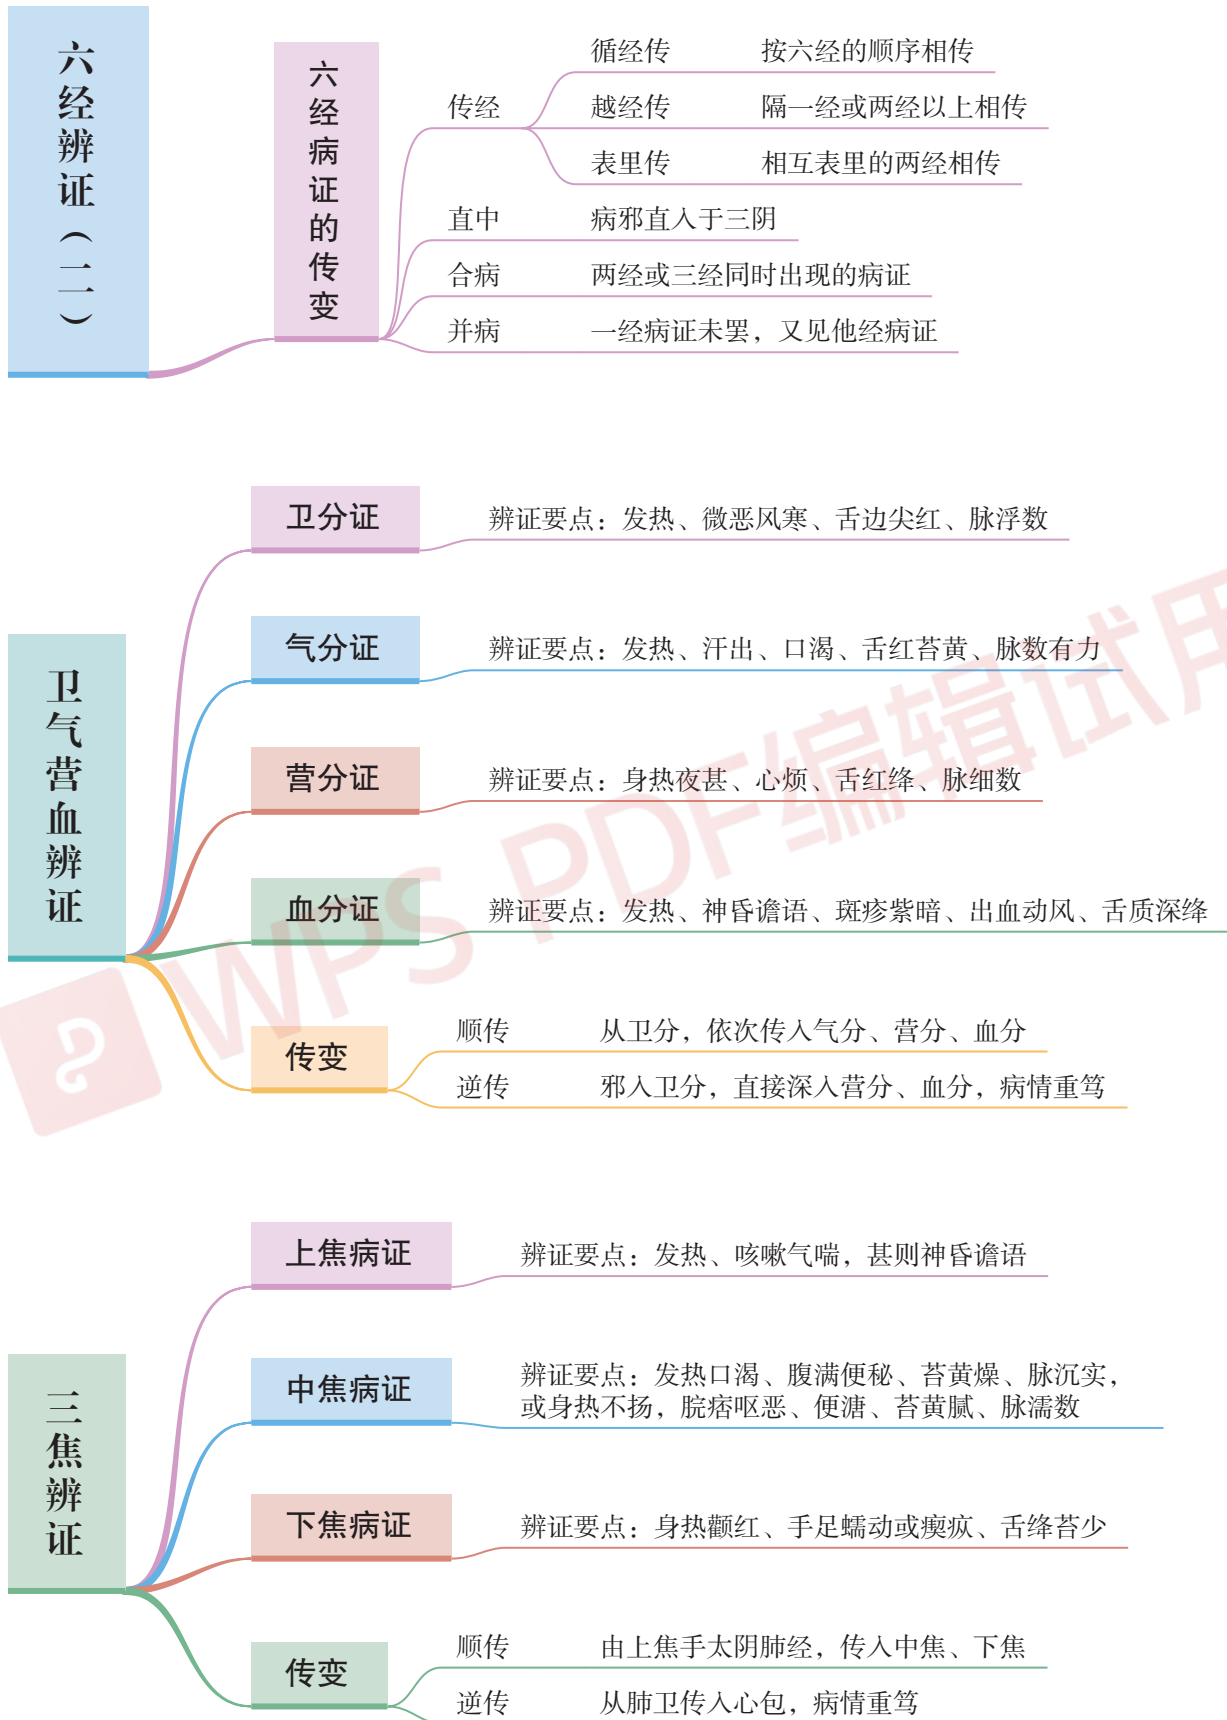 六经辨证（二）
六经病证的传变
传经
循经传 按六经的顺序相传
越经传 隔一经或两经以上相传
表里传 相互表里的两经相传
直中 病邪直入于三阴
合病 两经或三经同时出现的病证
并病 一经病证未罢，又见他经病证
卫气营血辨证
卫分证 辨证要点：发热、微恶风寒、舌边尖红、脉浮数
气分证 辨证要点：发热、汗出、口渴、舌红苔黄、脉数有力
营分证 辨证要点：身热夜甚、心烦、舌红绛、脉细数
血分证 辨证要点：发热、神昏谵语、斑疹紫暗、出血动风、舌质深绛
传变
顺传 从卫分，依次传入气分、营分、血分
逆传 邪入卫分，直接深入营分、血分，病情重笃
三焦辨证
上焦病证 辨证要点：发热、咳嗽气喘，甚则神昏谵语
中焦病证 辨证要点：发热口渴、腹满便秘、苔黄燥、脉沉实，
或身热不扬，脘痞呕恶、便溏、苔黄腻、脉濡数
下焦病证 辨证要点：身热颧红、手足蠕动或瘈疭、舌绛苔少
传变
顺传 由上焦手太阴肺经，传入中焦、下焦
逆传 从肺卫传入心包，病情重笃
WPS PDF编辑试用